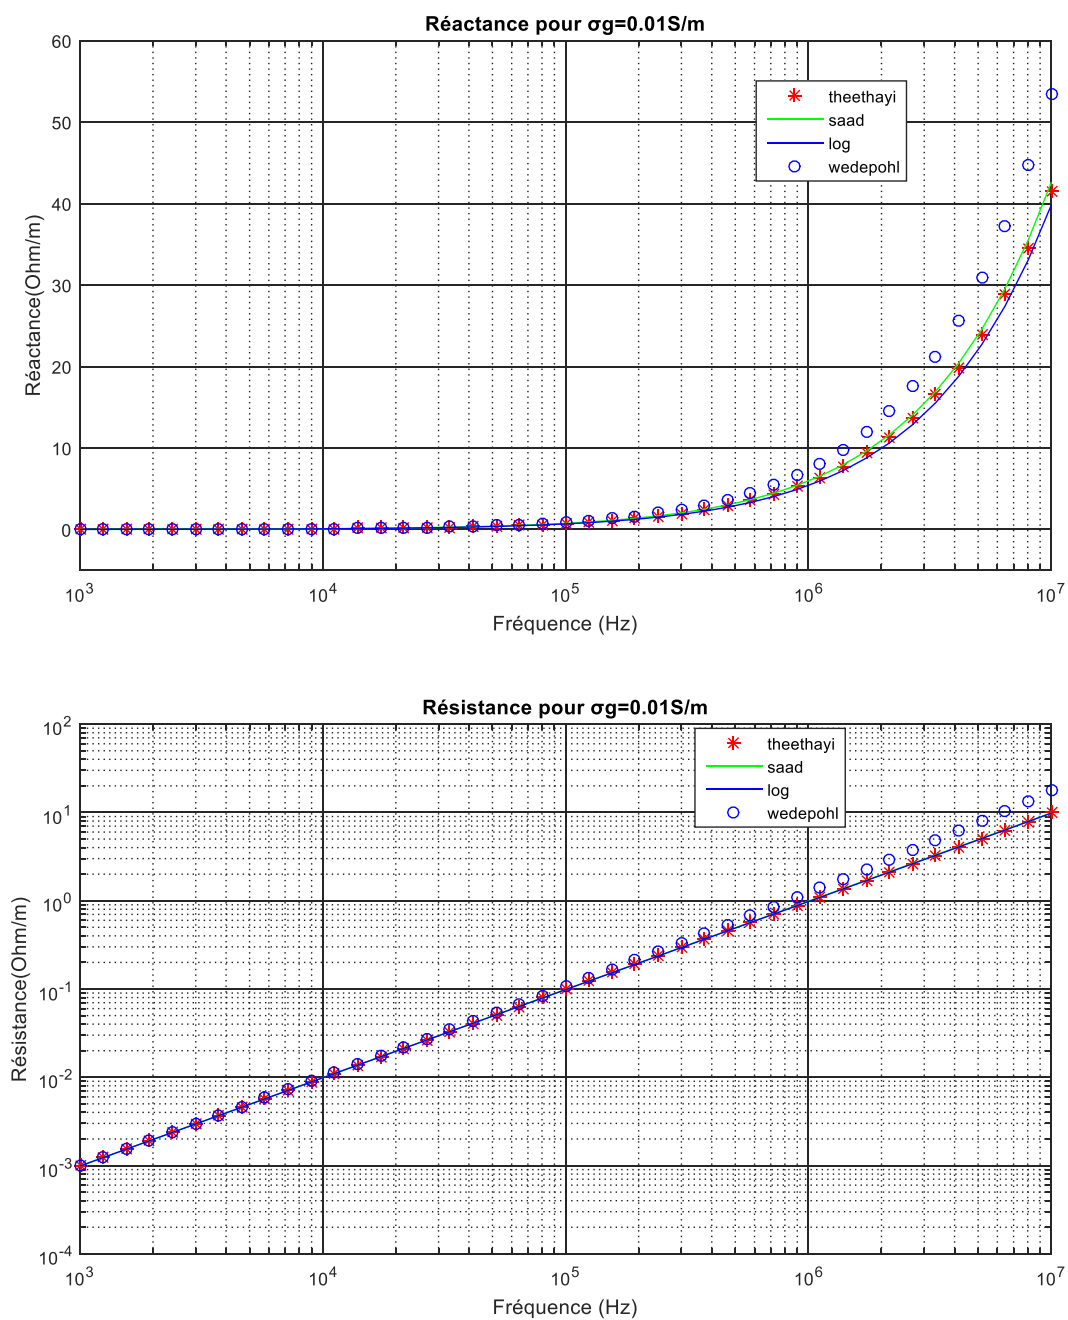 Réactance pour σg=0.01S/m
60
50
40
30
20
10
0
Réactance(Ohm/m)
theethayi
saad
log
wedepohl
10^3 10^4 10^5 10^6 10^7
Fréquence (Hz)
Résistance pour σg=0.01S/m
10^2
10^1
10^0
10^-1
10^-2
10^-3
10^-4
Résistance(Ohm/m)
theethayi
saad
log
wedepohl
10^3 10^4 10^5 10^6 10^7
Fréquence (Hz)